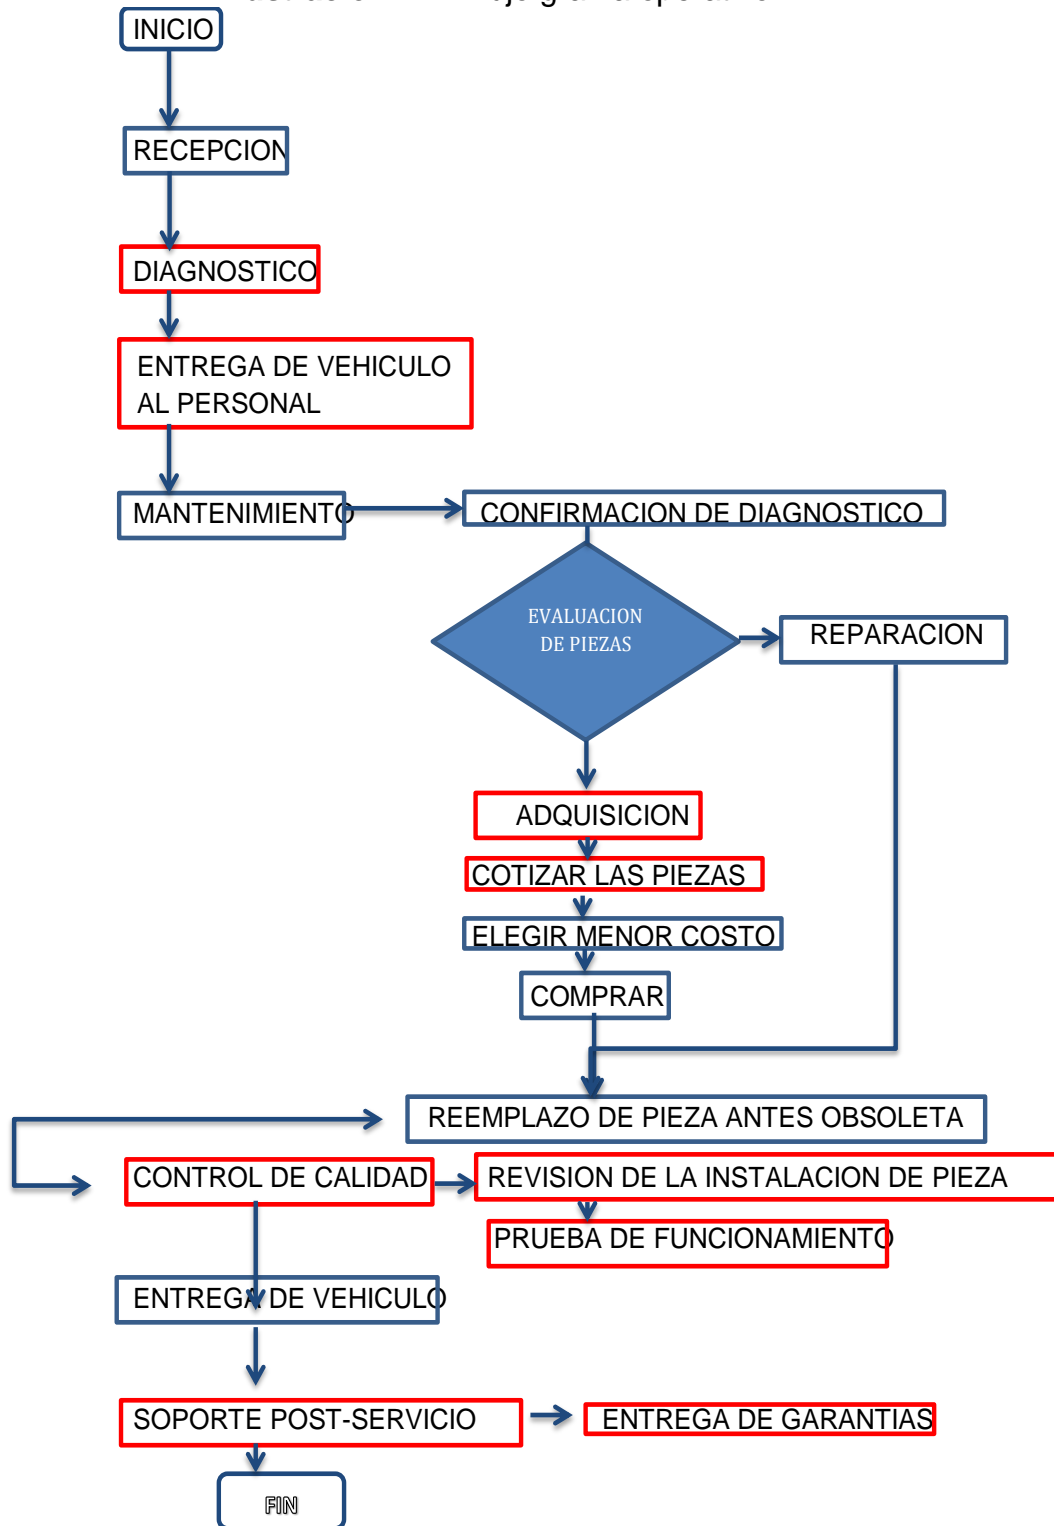 INICIO
RECEPCION
DIAGNOSTICO
ENTREGA DE VEHICULO
AL PERSONAL
MANTENIMIENTO
CONFIRMACION DE DIAGNOSTICO
EVALUACION
DE PIEZAS
REPARACION
ADQUISICION
COTIZAR LAS PIEZAS
ELEGIR MENOR COSTO
COMPRAR
REEMPLAZO DE PIEZA ANTES OBSOLETA
CONTROL DE CALIDAD
REVISION DE LA INSTALACION DE PIEZA
PRUEBA DE FUNCIONAMIENTO
ENTREGA DE VEHICULO
SOPORTE POST-SERVICIO
ENTREGA DE GARANTIAS
FIN